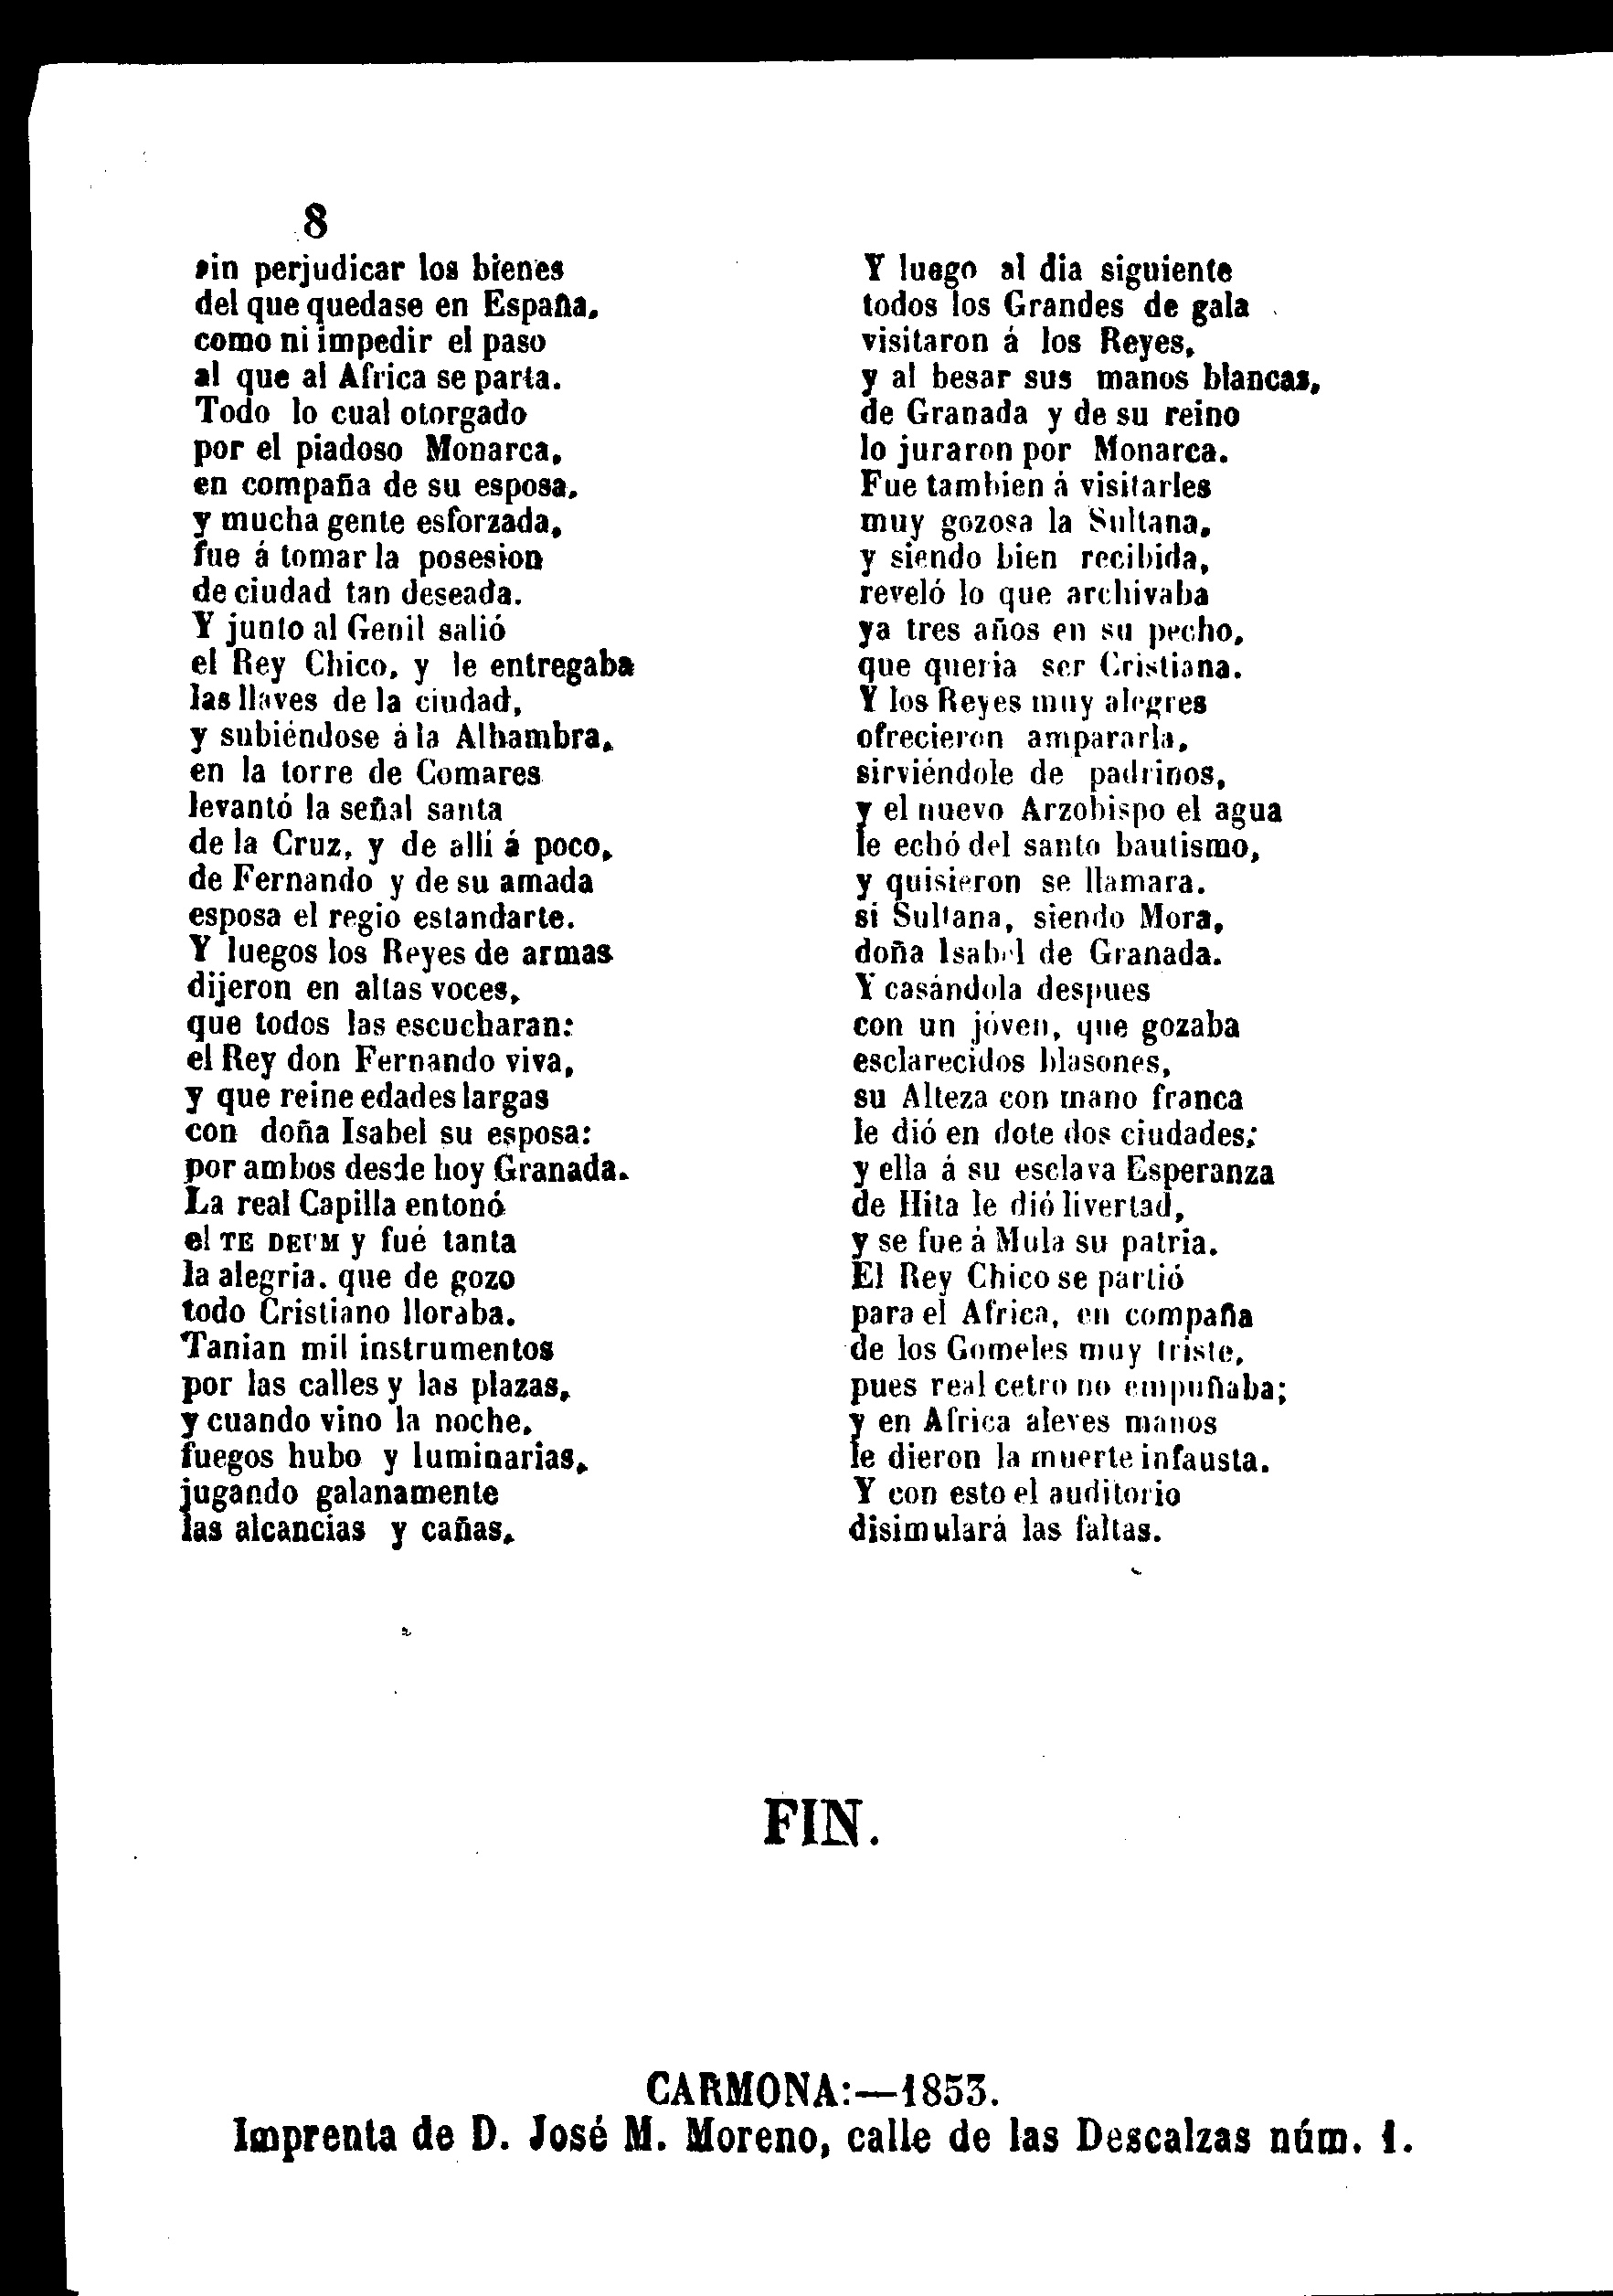 8
sin perjudicar los bienes
del que quedase en España,
como ni impedir el paso
al que al Africa se parta.
Todo lo cual otorgado
por el piadoso Monarca,
en compaña de su esposa,
y mucha gente esforzada,
fue á tomar la posesion
de ciudad tan deseada.
Y junto al Genil salió
el Rey Chico, y le entregaba
las llaves de la ciudad,
y subiéndose á la Alhambra,
en la torre de Comares
levantó la señal santa
de la Cruz, y de alli á poco,
de Fernando y de su amada
esposa el regio estandarte.
Y luegos los Reyes de armas
dijeron en altas voces,
que todos las escucharan:
el Rey don Fernando viva,
y que reine edades largas
con doña Isabel su esposa:
por ambos desde hoy Granada.
La real Capilla entonó
el TE DEUM y fué tanta
la alegria. que de gozo
todo Cristiano lloraba.
Tanian mil instrumentos
por las calles y las plazas,
y cuando vino la noche,
fuegos hubo y luminarias,
jugando galanamente
las alcancias y cañas,
Y luego al dia siguiente
todos los Grandes de gala
visitaron á los Reyes,
y al besar sus manos blancas,
de Granada y de su reino
lo juraron por Monarca.
Fue tambien á visitarles
muy gozosa la Sultana,
y siendo bien recibida,
reveló lo que archivaba
ya tres años en su pecho,
que queria ser Cristiana.
Y los Reyes muy alegres
ofrecieron ampararla,
sirviéndole de padrinos,
y el nuevo Arzobispo el agua
le echó del santo bautismo,
y quisieron se llamara.
si Sultana, siendo Mora,
doña Isabel de Granada.
Y casándola despues
con un jóven, que gozaba
esclarecidos blasones,
su Alteza con mano franca
le dió en dote dos ciudades;
y ella á su esclava Esperanza
de Hita le dió livertad,
y se fue á Mula su patria.
El Rey Chico se partió
para el Africa, en compaña
de los Gomeles muy triste,
pues real cetro no empuñaba;
y en Africa aleves manos
le dieron la muerte infausta.
Y con esto el auditorio
disimulará las faltas.
FIN.
CARMONA:—1853.
Imprenta de D. José M. Moreno, calle de las Descalzas núm. 1.